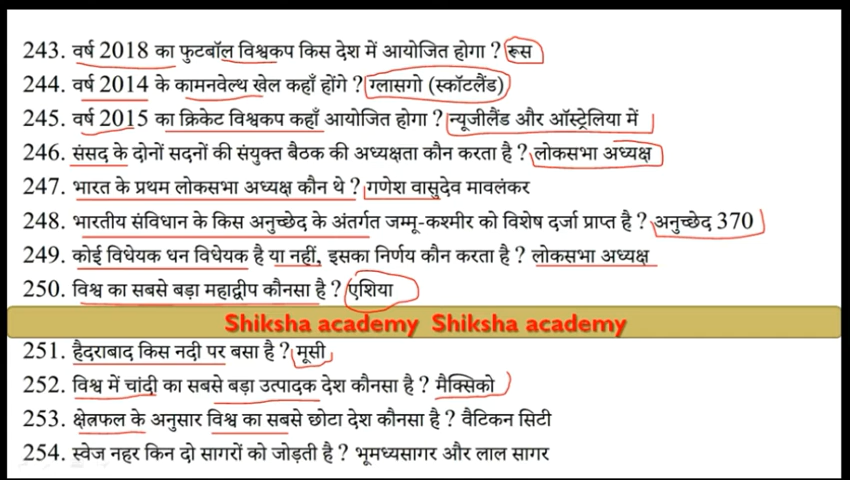 243. वर्ष 2018 का फुटबॉल विश्वकप किस देश में आयोजित होगा ? रूस
244. वर्ष 2014 के कामनवेल्थ खेल कहाँ होंगे ? ग्लासगो (स्कॉटलैंड)
245. वर्ष 2015 का क्रिकेट विश्वकप कहाँ आयोजित होगा ? न्यूजीलैंड और ऑस्ट्रेलिया में
246. संसद के दोनों सदनों की संयुक्त बैठक की अध्यक्षता कौन करता है ? लोकसभा अध्यक्ष
247. भारत के प्रथम लोकसभा अध्यक्ष कौन थे ? गणेश वासुदेव मावलंकर
248. भारतीय संविधान के किस अनुच्छेद के अंतर्गत जम्मू-कश्मीर को विशेष दर्जा प्राप्त है ? अनुच्छेद 370
249. कोई विधेयक धन विधेयक है या नहीं, इसका निर्णय कौन करता है ? लोकसभा अध्यक्ष
250. विश्व का सबसे बड़ा महाद्वीप कौनसा है ? एशिया
Shiksha academy Shiksha academy
251. हैदराबाद किस नदी पर बसा है ? मूसी
252. विश्व में चांदी का सबसे बड़ा उत्पादक देश कौनसा है ? मैक्सिको
253. क्षेत्रफल के अनुसार विश्व का सबसे छोटा देश कौनसा है ? वैटिकन सिटी
254. स्वेज नहर किन दो सागरों को जोड़ती है ? भूमध्यसागर और लाल सागर